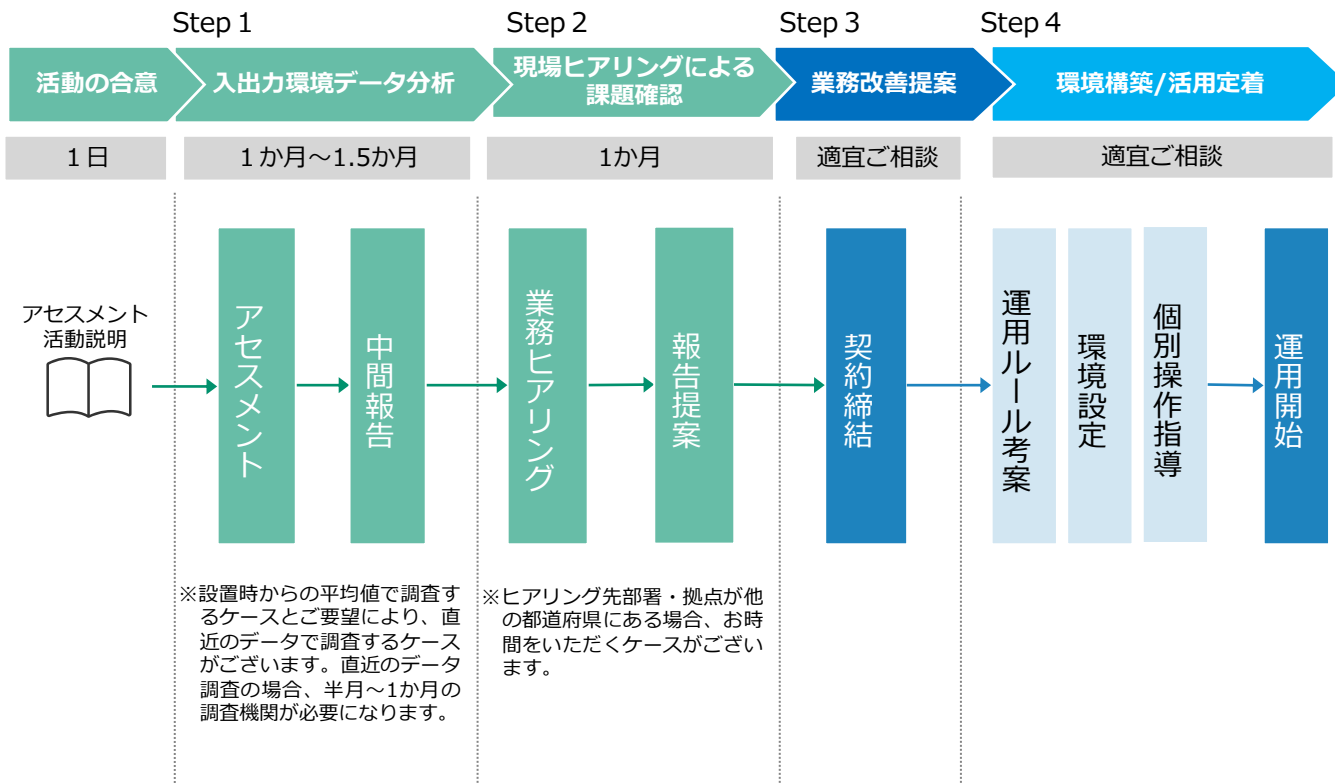 Step 1
Step 2
Step 3
Step 4
活動の合意
入出力環境データ分析
現場ヒアリングによる
課題確認
業務改善提案
環境構築/活用定着
1日
1か月～1.5か月
1か月
適宜ご相談
適宜ご相談
アセスメント
活動説明
アセスメント
中間報告
業務ヒアリング
報告提案
契約締結
運用ルール考案
環境設定
個別操作指導
運用開始
※設置時からの平均値で調査す
るケースとご要望により、直
近のデータで調査するケース
がございます。直近のデータ
調査の場合、半月～1か月の
調査機関が必要になります。
※ヒアリング先部署・拠点が他
の都道府県にある場合、お時
間をいただくケースがござい
ます。